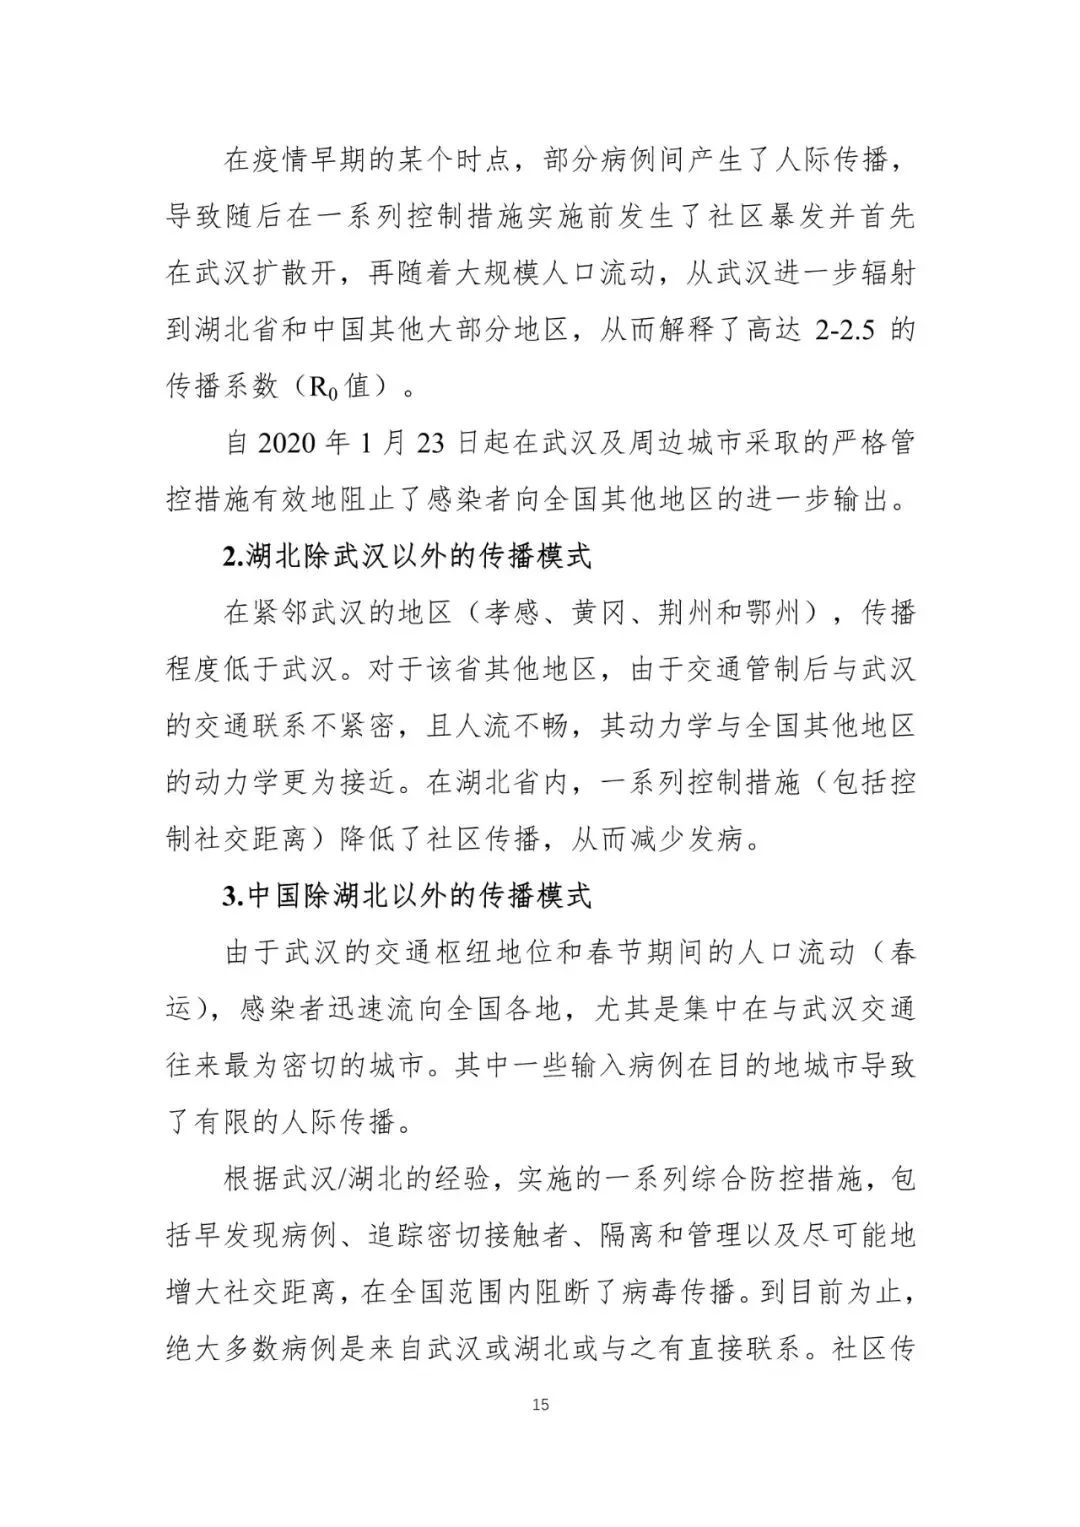 在疫情早期的某个时点，部分病例间产生了人际传播，
导致随后在一系列控制措施实施前发生了社区暴发并首先
在武汉扩散开，再随着大规模人口流动，从武汉进一步辐射
到湖北省和中国其他大部分地区，从而解释了高达 2-2.5 的
传播系数（R₀值）。
自 2020 年 1 月 23 日起在武汉及周边城市采取的严格管
控措施有效地阻止了感染者向全国其他地区的进一步输出。
2.湖北除武汉以外的传播模式
在紧邻武汉的地区（孝感、黄冈、荆州和鄂州），传播
程度低于武汉。对于该省其他地区，由于交通管制后与武汉
的交通联系不紧密，且人流不畅，其动力学与全国其他地区
的动力学更为接近。在湖北省内，一系列控制措施（包括控
制社交距离）降低了社区传播，从而减少发病。
3.中国除湖北以外的传播模式
由于武汉的交通枢纽地位和春节期间的人口流动（春
运），感染者迅速流向全国各地，尤其是集中在与武汉交通
往来最为密切的城市。其中一些输入病例在目的地城市导致
了有限的人际传播。
根据武汉/湖北的经验，实施的一系列综合防控措施，包
括早发现病例、追踪密切接触者、隔离和管理以及尽可能地
增大社交距离，在全国范围内阻断了病毒传播。到目前为止，
绝大多数病例是来自武汉或湖北或与之有直接联系。社区传
15